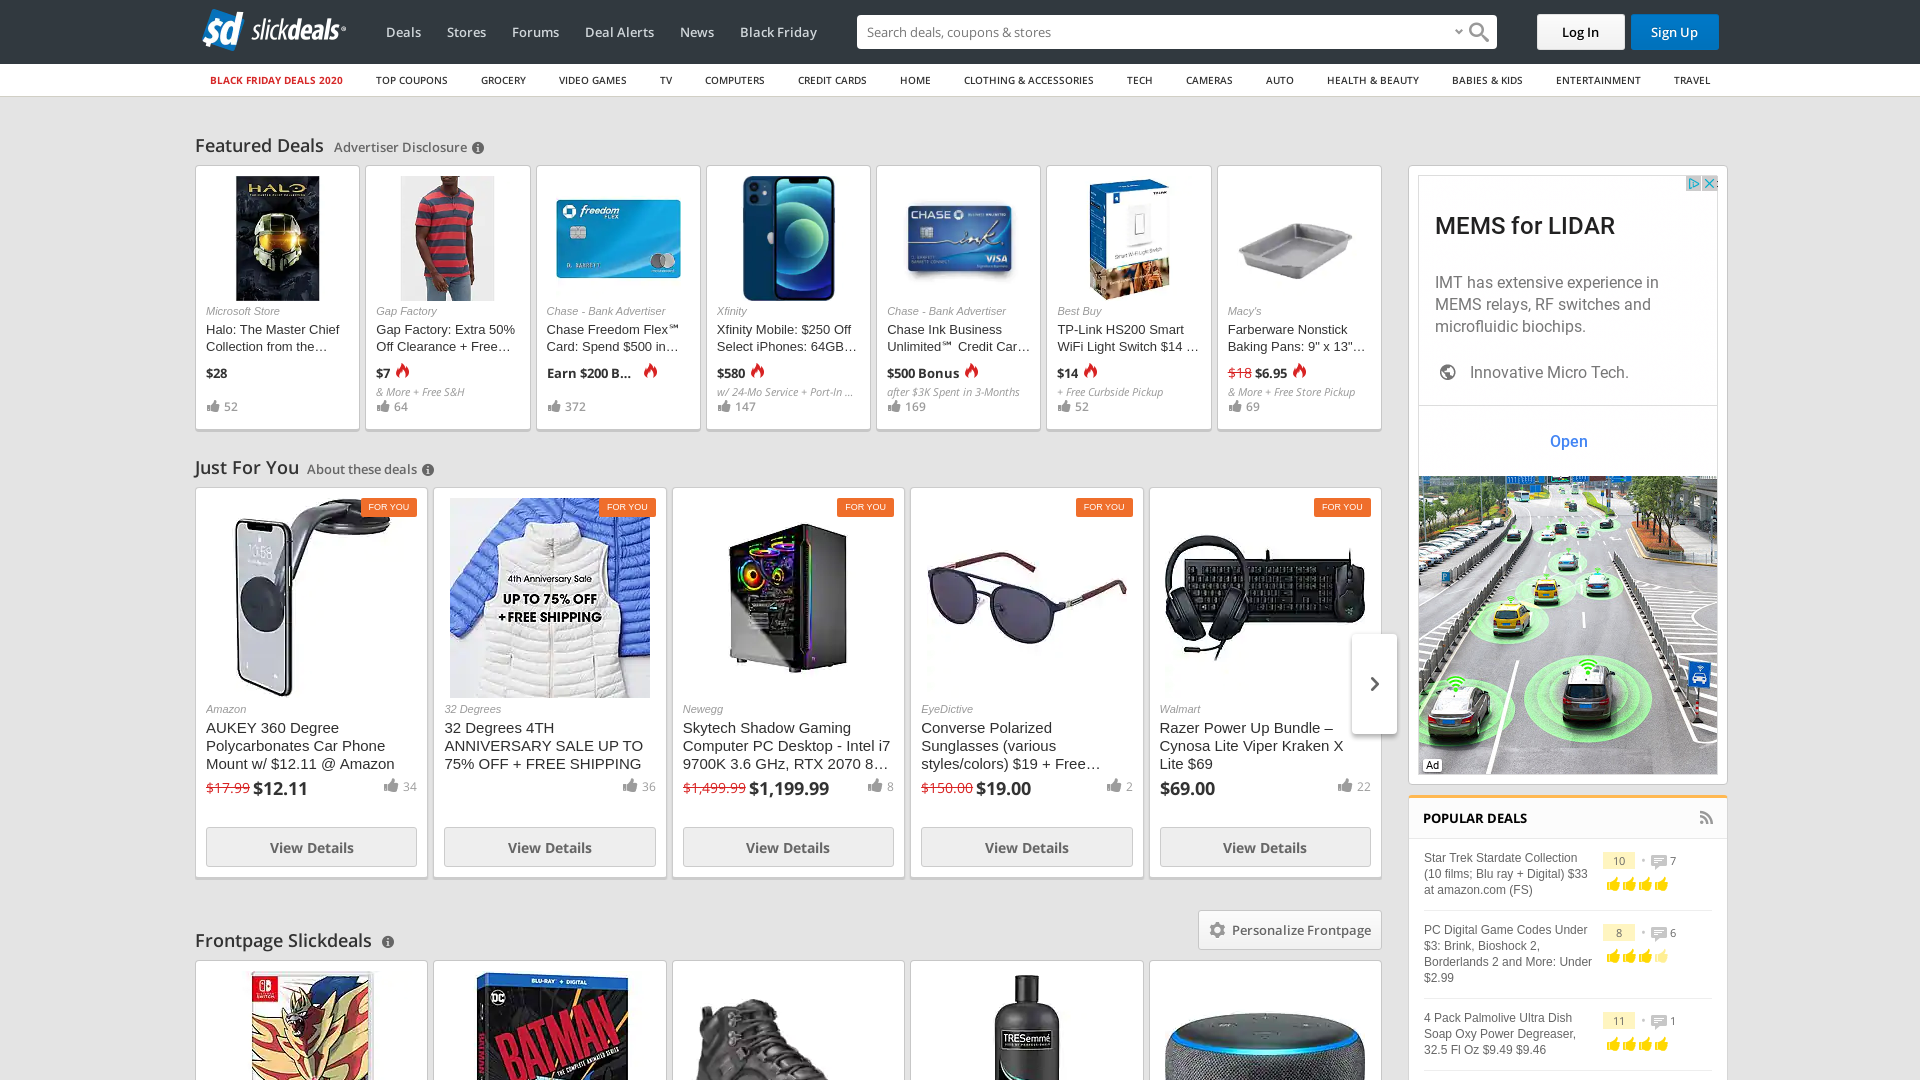 slickdeals
Deals
Stores
Forums
Deal Alerts
News
Black Friday
Search deals, coupons & stores
Log In
Sign Up
BLACK FRIDAY DEALS 2020
TOP COUPONS
GROCERY
VIDEO GAMES
TV
COMPUTERS
CREDIT CARDS
HOME
CLOTHING & ACCESSORIES
TECH
CAMERAS
AUTO
HEALTH & BEAUTY
BABIES & KIDS
ENTERTAINMENT
TRAVEL
Featured Deals
Advertiser Disclosure
HALO
Microsoft Store
Halo: The Master Chief
Collection from the…
$28
52
Gap Factory
Gap Factory: Extra 50%
Off Clearance + Free…
$7
& More + Free S&H
64
freedom
FLEX
Chase - Bank Advertiser
Chase Freedom Flex℠
Card: Spend $500 in…
Earn $200 B...
372
Xfinity
Xfinity Mobile: $250 Off
Select iPhones: 64GB…
$580
w/ 24-Mo Service + Port-In ...
147
CHASE
ink
VISA
Chase - Bank Advertiser
Chase Ink Business
Unlimited℠ Credit Car…
$500 Bonus
after $3K Spent in 3-Months
169
Best Buy
TP-Link HS200 Smart
WiFi Light Switch $14 …
$14
+ Free Curbside Pickup
52
Macy's
Farberware Nonstick
Baking Pans: 9" x 13"…
$18 $6.95
& More + Free Store Pickup
69
Just For You
About these deals
FOR YOU
10:58
Amazon
AUKEY 360 Degree
Polycarbonates Car Phone
Mount w/ $12.11 @ Amazon
$17.99 $12.11
34
View Details
FOR YOU
4th Anniversary Sale
UP TO 75% OFF
+FREE SHIPPING
32 Degrees
32 Degrees 4TH
ANNIVERSARY SALE UP TO
75% OFF + FREE SHIPPING
36
View Details
FOR YOU
Newegg
Skytech Shadow Gaming
Computer PC Desktop - Intel i7
9700K 3.6 GHz, RTX 2070 8…
$1,499.99 $1,199.99
8
View Details
FOR YOU
EyeDictive
Converse Polarized
Sunglasses (various
styles/colors) $19 + Free…
$150.00 $19.00
2
View Details
FOR YOU
Walmart
Razer Power Up Bundle –
Cynosa Lite Viper Kraken X
Lite $69
$69.00
22
View Details
Frontpage Slickdeals
Personalize Frontpage
NINTENDO
SWITCH
BLU-RAY + DIGITAL
DC
BATMAN
THE COMPLETE ANIMATED SERIES
TRESemmé
MEMS for LIDAR
IMT has extensive experience in
MEMS relays, RF switches and
microfluidic biochips.
Innovative Micro Tech.
Open
Ad
POPULAR DEALS
Star Trek Stardate Collection
(10 films; Blu ray + Digital) $33
at amazon.com (FS)
10
7
PC Digital Game Codes Under
$3: Brink, Bioshock 2,
Borderlands 2 and More: Under
$2.99
8
6
4 Pack Palmolive Ultra Dish
Soap Oxy Power Degreaser,
32.5 Fl Oz $9.49 $9.46
11
1